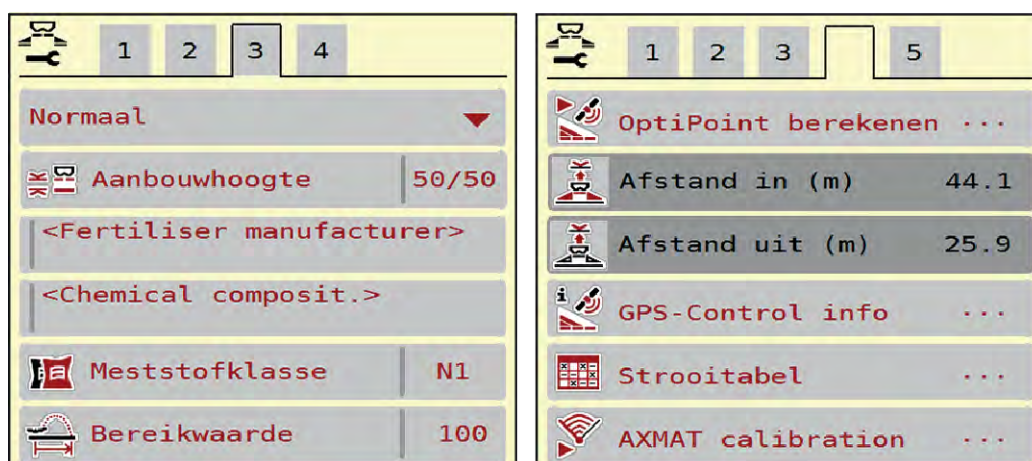 1 2 3 4
Normaal
Aanbouwhoogte 50/50
<Fertiliser manufacturer>
<Chemical composit.>
Meststofklasse N1
Bereikwaarde 100
1 2 3 5
OptiPoint berekenen ...
Afstand in (m) 44.1
Afstand uit (m) 25.9
GPS-Control info ...
Strooitabel ...
AXMAT calibration ...